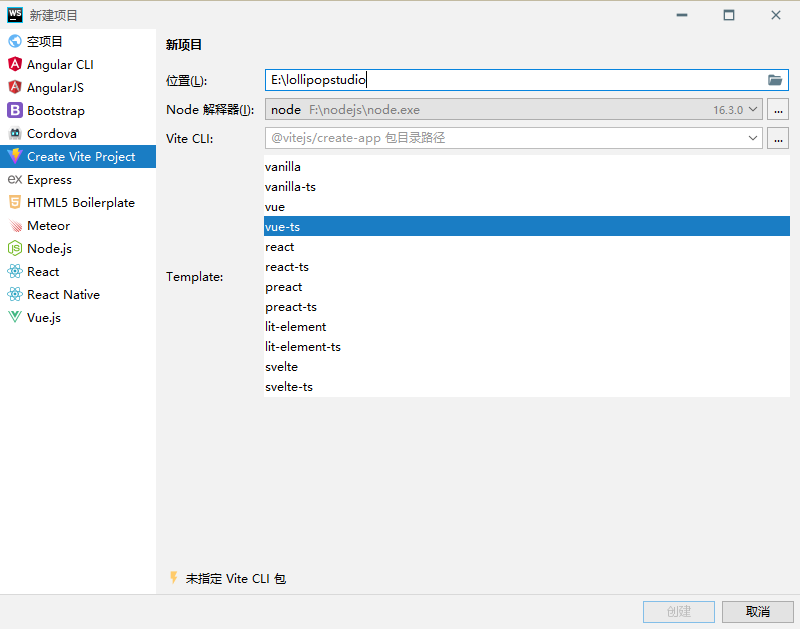 WS 新建项目
空项目
Angular CLI
AngularJS
B Bootstrap
Cordova
Create Vite Project
ex Express
HTML5 Boilerplate
Meteor
JS Node.js
React
React Native
Vue.js
新项目
位置(L): E:\lollipopstudio
Node 解释器(I): node F:\nodejs\node.exe 16.3.0 ...
Vite CLI: @vitejs/create-app 包目录路径 ...
Template:
vanilla
vanilla-ts
vue
vue-ts
react
react-ts
preact
preact-ts
lit-element
lit-element-ts
svelte
svelte-ts
未指定 Vite CLI 包
创建 取消